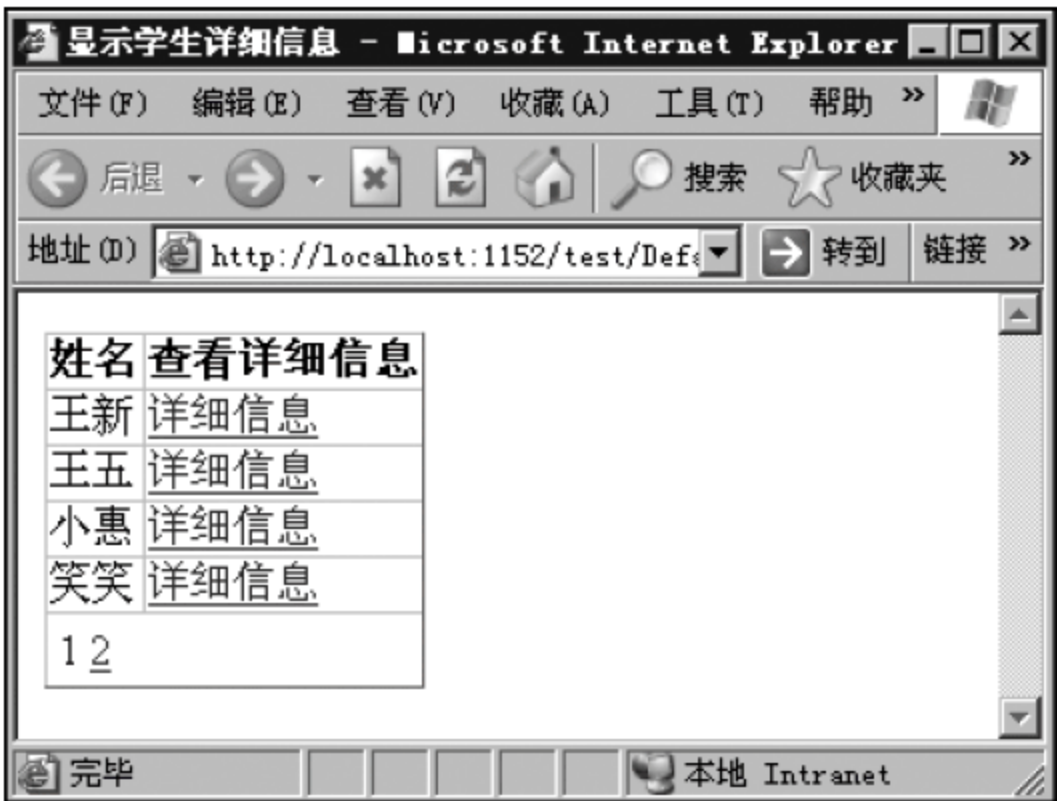 显示学生详细信息 - Microsoft Internet Explorer
文件(F) 编辑(E) 查看(V) 收藏(A) 工具(T) 帮助 »
后退 搜索 收藏夹 »
地址(D) http://localhost:1152/test/Defa 转到 链接 »
姓名 查看详细信息
王新 详细信息
王五 详细信息
小惠 详细信息
笑笑 详细信息
1 2
完毕 本地 Intranet